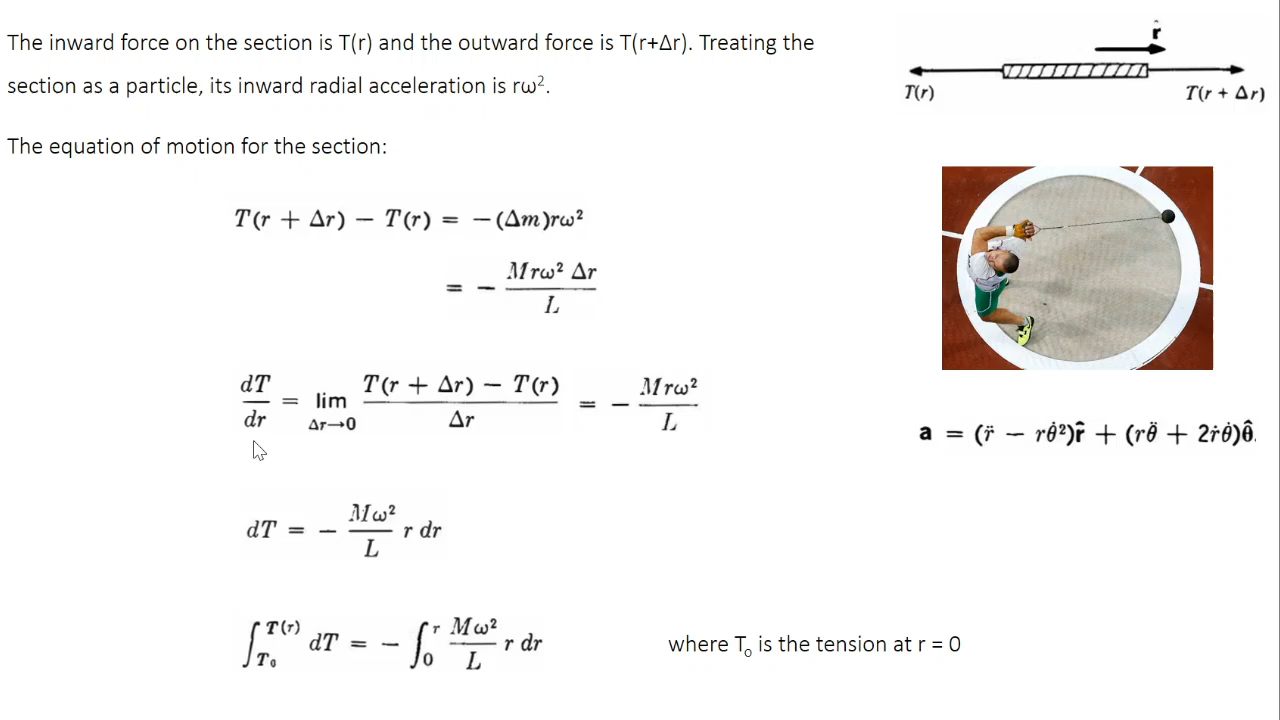 The inward force on the section is T(r) and the outward force is T(r+Δr). Treating the
section as a particle, its inward radial acceleration is rω².
The equation of motion for the section:
r̂
T(r)
T(r + Δr)
T(r + Δr) − T(r) = −(Δm)rω²
= − Mrω² Δr / L
dT/dr = lim Δr→0 T(r + Δr) − T(r) / Δr = − Mrω² / L
a = (r̈ − rθ̇²)r̂ + (rθ̈ + 2ṙθ̇)θ̂.
dT = − Mω² / L r dr
∫_{T₀}^{T(r)} dT = − ∫_0^r Mω² / L r dr
where T₀ is the tension at r = 0